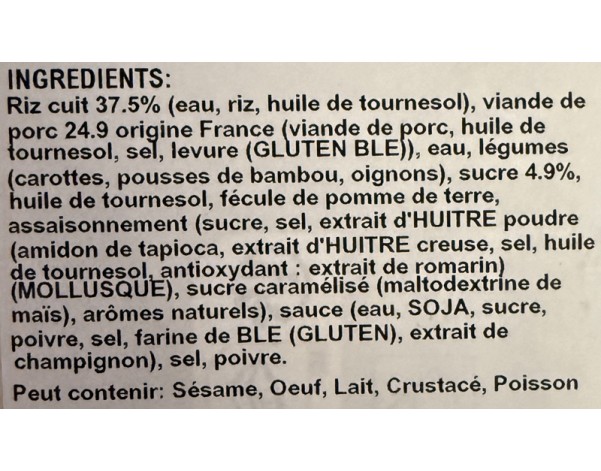 INGREDIENTS:
Riz cuit 37.5% (eau, riz, huile de tournesol), viande de
porc 24.9 origine France (viande de porc, huile de
tournesol, sel, levure (GLUTEN BLE)), eau, légumes
(carottes, pousses de bambou, oignons), sucre 4.9%,
huile de tournesol, fécule de pomme de terre,
assaisonnement (sucre, sel, extrait d'HUITRE poudre
(amidon de tapioca, extrait d'HUITRE creuse, sel, huile
de tournesol, antioxydant : extrait de romarin)
(MOLLUSQUE), sucre caramélisé (maltodextrine de
maïs), arômes naturels), sauce (eau, SOJA, sucre,
poivre, sel, farine de BLE (GLUTEN), extrait de
champignon), sel, poivre.
Peut contenir: Sésame, Oeuf, Lait, Crustacé, Poisson